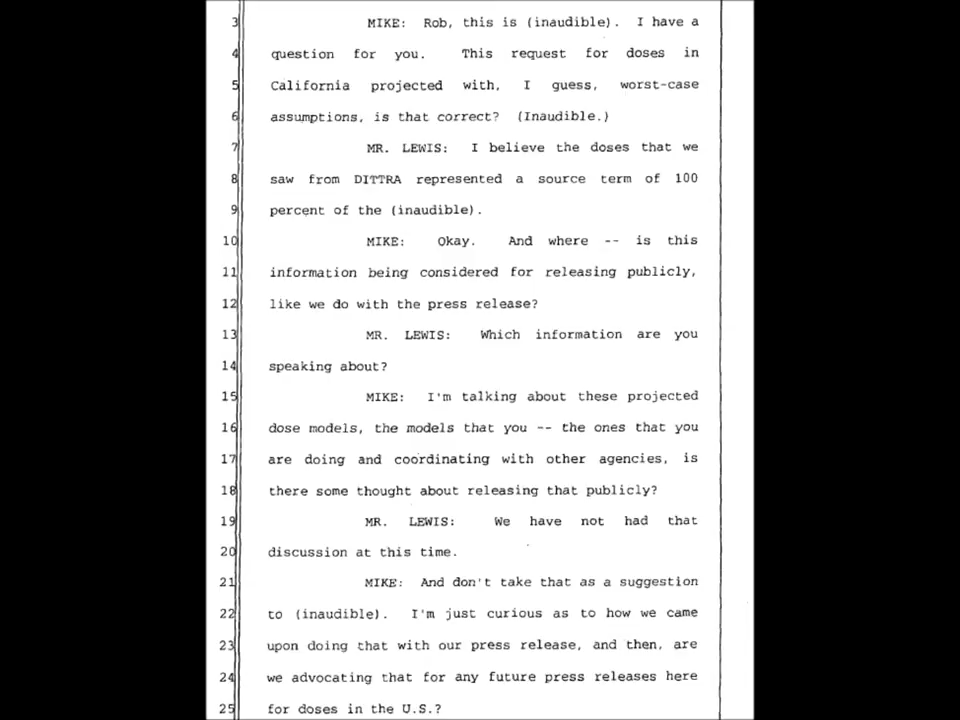 3 MIKE: Rob, this is (inaudible). I have a
4 question for you. This request for doses in
5 California projected with, I guess, worst-case
6 assumptions, is that correct? (Inaudible.)
7 MR. LEWIS: I believe the doses that we
8 saw from DITTRA represented a source term of 100
9 percent of the (inaudible).
10 MIKE: Okay. And where -- is this
11 information being considered for releasing publicly,
12 like we do with the press release?
13 MR. LEWIS: Which information are you
14 speaking about?
15 MIKE: I'm talking about these projected
16 dose models, the models that you -- the ones that you
17 are doing and coordinating with other agencies, is
18 there some thought about releasing that publicly?
19 MR. LEWIS: We have not had that
20 discussion at this time.
21 MIKE: And don't take that as a suggestion
22 to (inaudible). I'm just curious as to how we came
23 upon doing that with our press release, and then, are
24 we advocating that for any future press releases here
25 for doses in the U.S.?